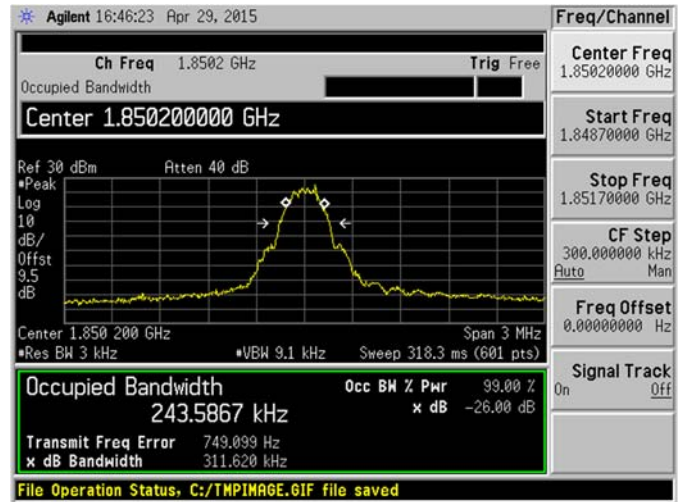 Agilent 16:46:23 Apr 29, 2015
Freq/Channel
Ch Freq 1.8502 GHz Trig Free
Occupied Bandwidth
Center 1.850200000 GHz
Ref 30 dBm Atten 40 dB
#Peak
Log
10
dB/
Offst
9.5
dB
Center 1.850 200 GHz Span 3 MHz
#Res BW 3 kHz #VBW 9.1 kHz Sweep 318.3 ms (601 pts)
Occupied Bandwidth Occ BW % Pwr 99.00 %
243.5867 kHz x dB -26.00 dB
Transmit Freq Error 749.099 Hz
x dB Bandwidth 311.620 kHz
File Operation Status, C:/TMPIMAGE.GIF file saved
Center Freq
1.85020000 GHz
Start Freq
1.84870000 GHz
Stop Freq
1.85170000 GHz
CF Step
300.000000 kHz
Auto Man
Freq Offset
0.00000000 Hz
Signal Track
On Off